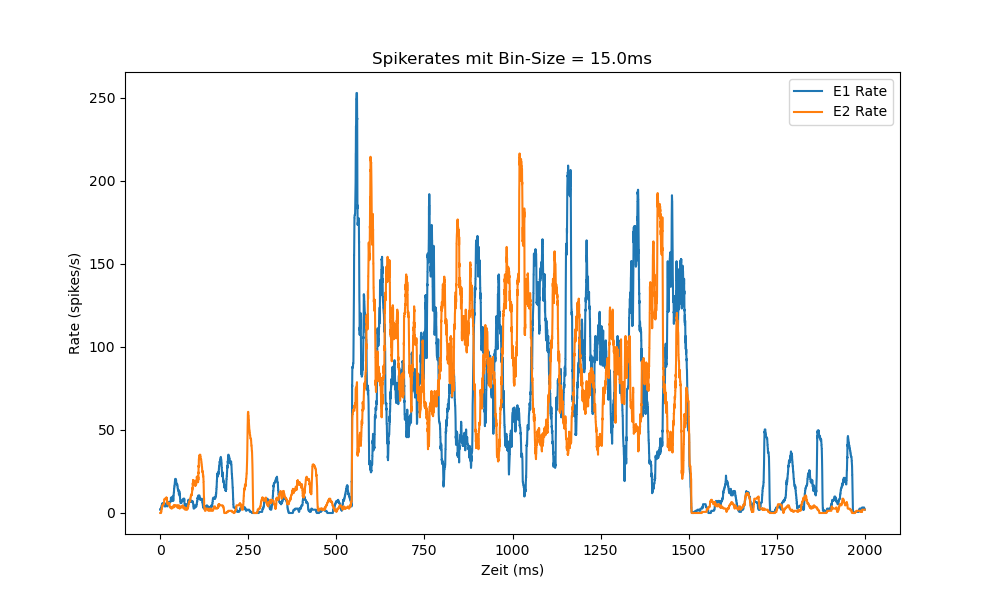 Spikerates mit Bin-Size = 15.0ms
E1 Rate
E2 Rate
250
200
150
100
50
0
Rate (spikes/s)
0 250 500 750 1000 1250 1500 1750 2000
Zeit (ms)